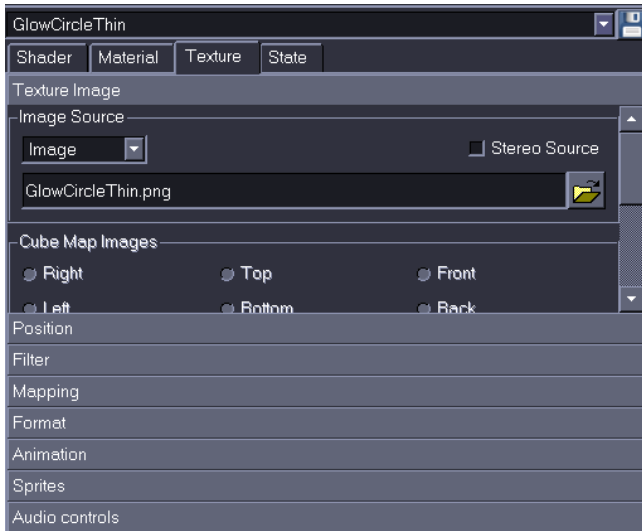 GlowCircleThin
Shader Material Texture State
Texture Image
Image Source
Image Stereo Source
GlowCircleThin.png
Cube Map Images
Right Top Front
Left Bottom Back
Position
Filter
Mapping
Format
Animation
Sprites
Audio controls